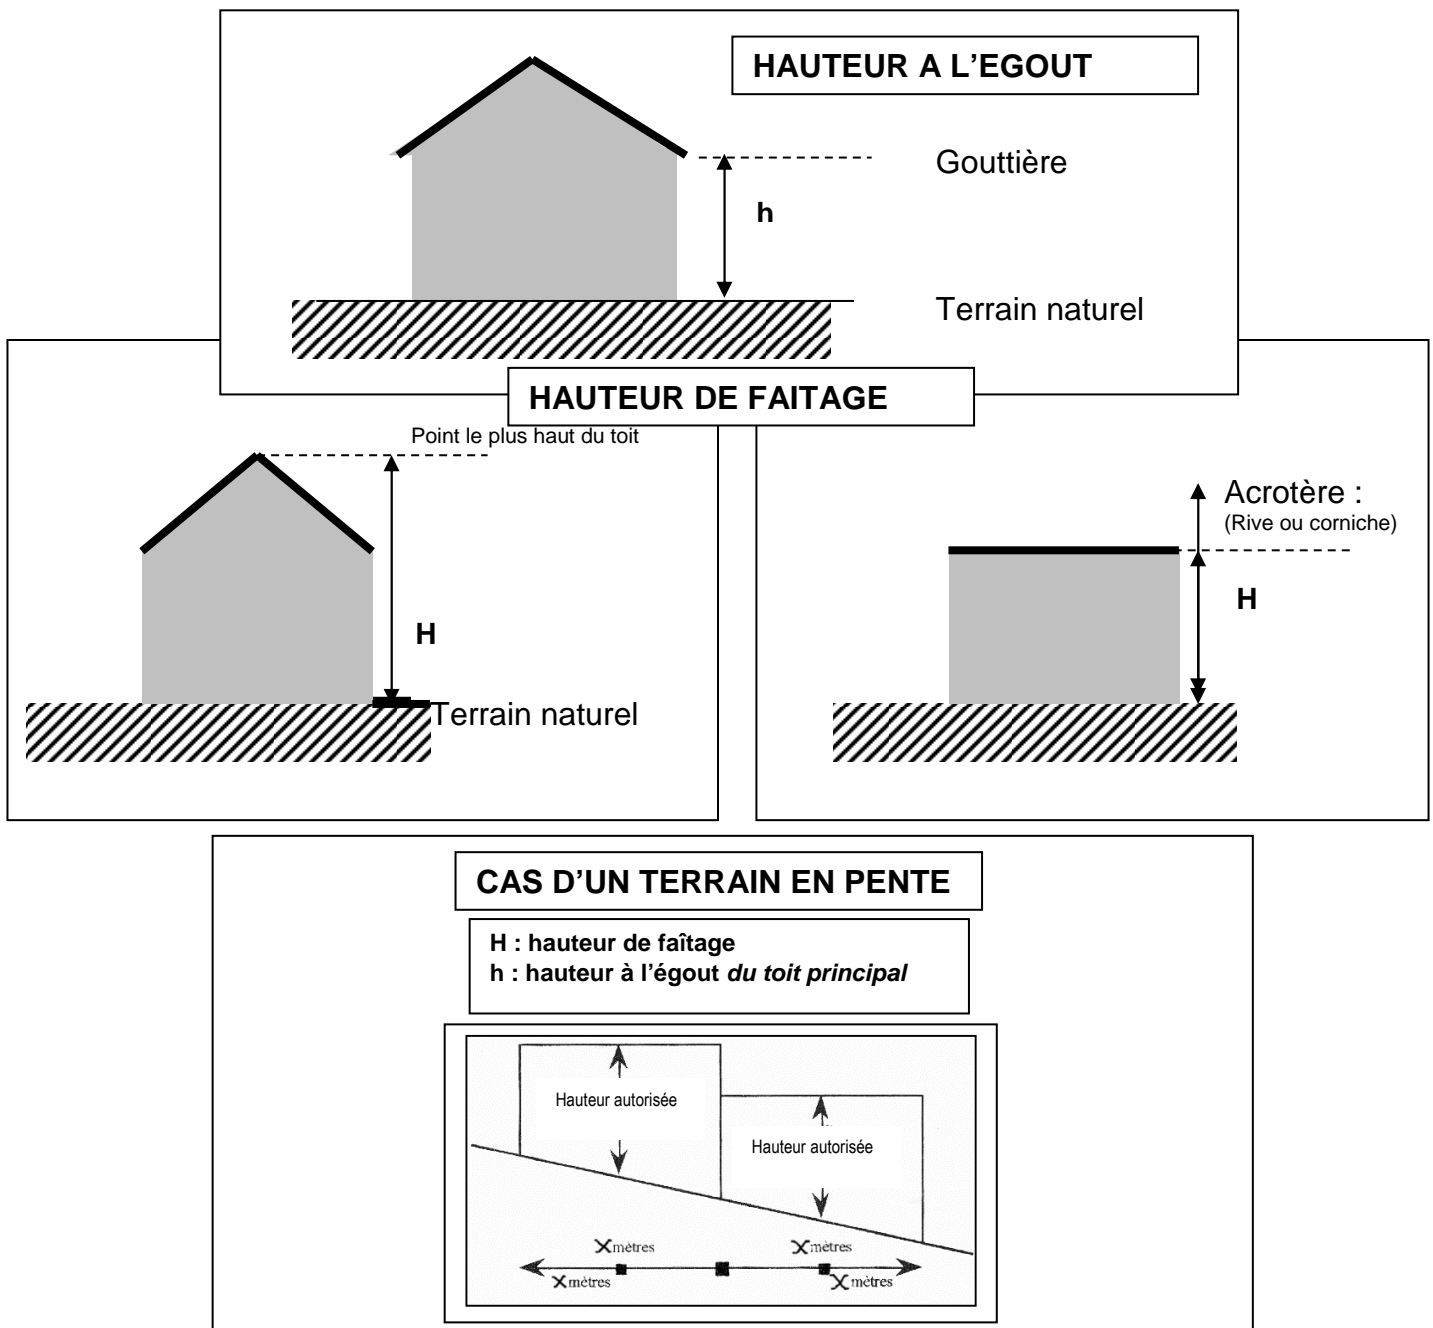 HAUTEUR A L'EGOUT
Gouttière
h
Terrain naturel
HAUTEUR DE FAITAGE
Point le plus haut du toit
H
Terrain naturel
Acrotère :
(Rive ou corniche)
H
CAS D'UN TERRAIN EN PENTE
H : hauteur de faîtage
h : hauteur à l'égout du toit principal
Hauteur autorisée
Hauteur autorisée
X mètres
X mètres
X mètres
X mètres